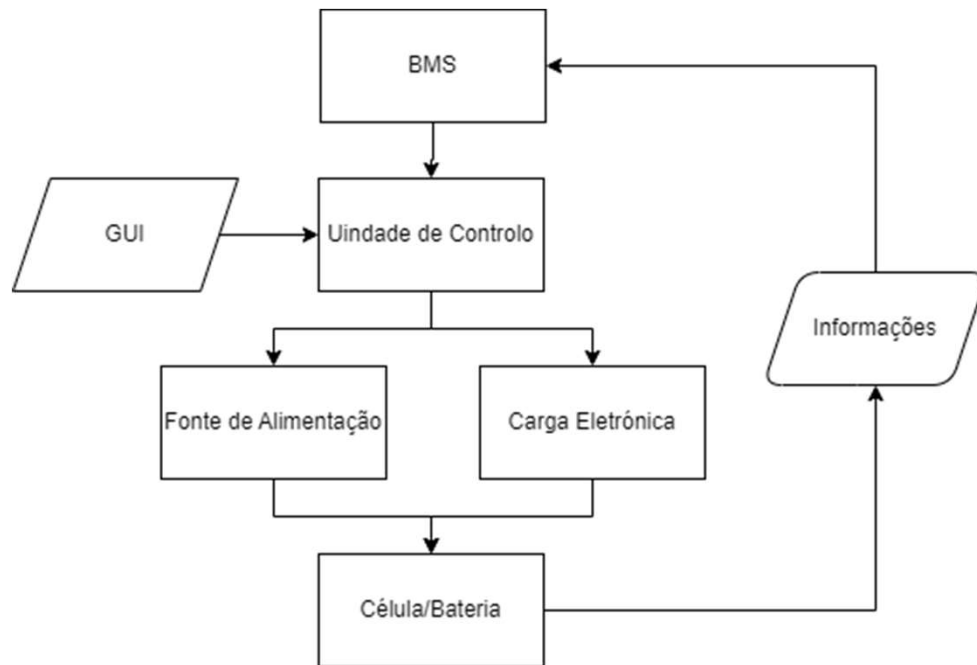 BMS
GUI
Uindade de Controlo
Informações
Fonte de Alimentação
Carga Eletrónica
Célula/Bateria